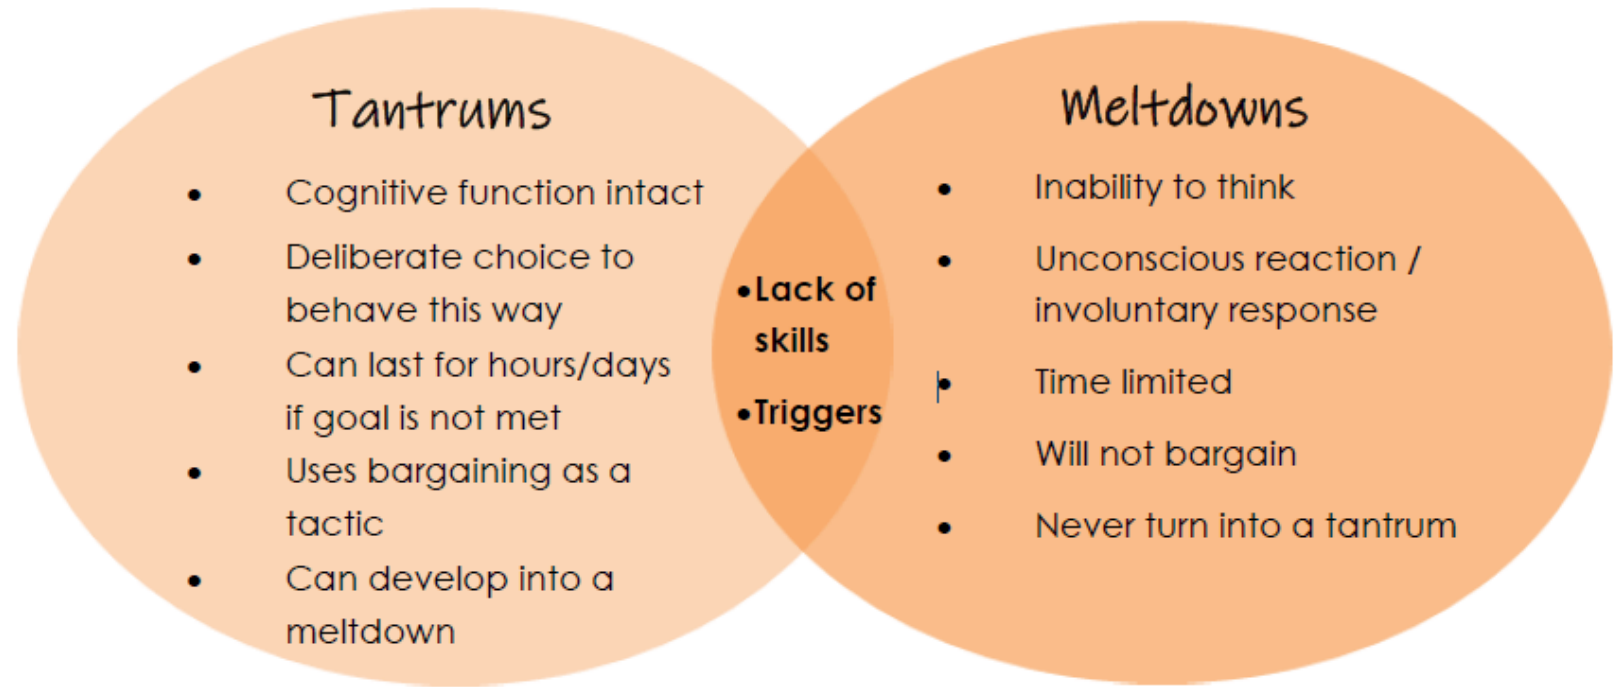 Tantrums
• Cognitive function intact
• Deliberate choice to
behave this way
• Can last for hours/days
if goal is not met
• Uses bargaining as a
tactic
• Can develop into a
meltdown
•Lack of
skills
•Triggers
Meltdowns
• Inability to think
• Unconscious reaction /
involuntary response
• Time limited
• Will not bargain
• Never turn into a tantrum